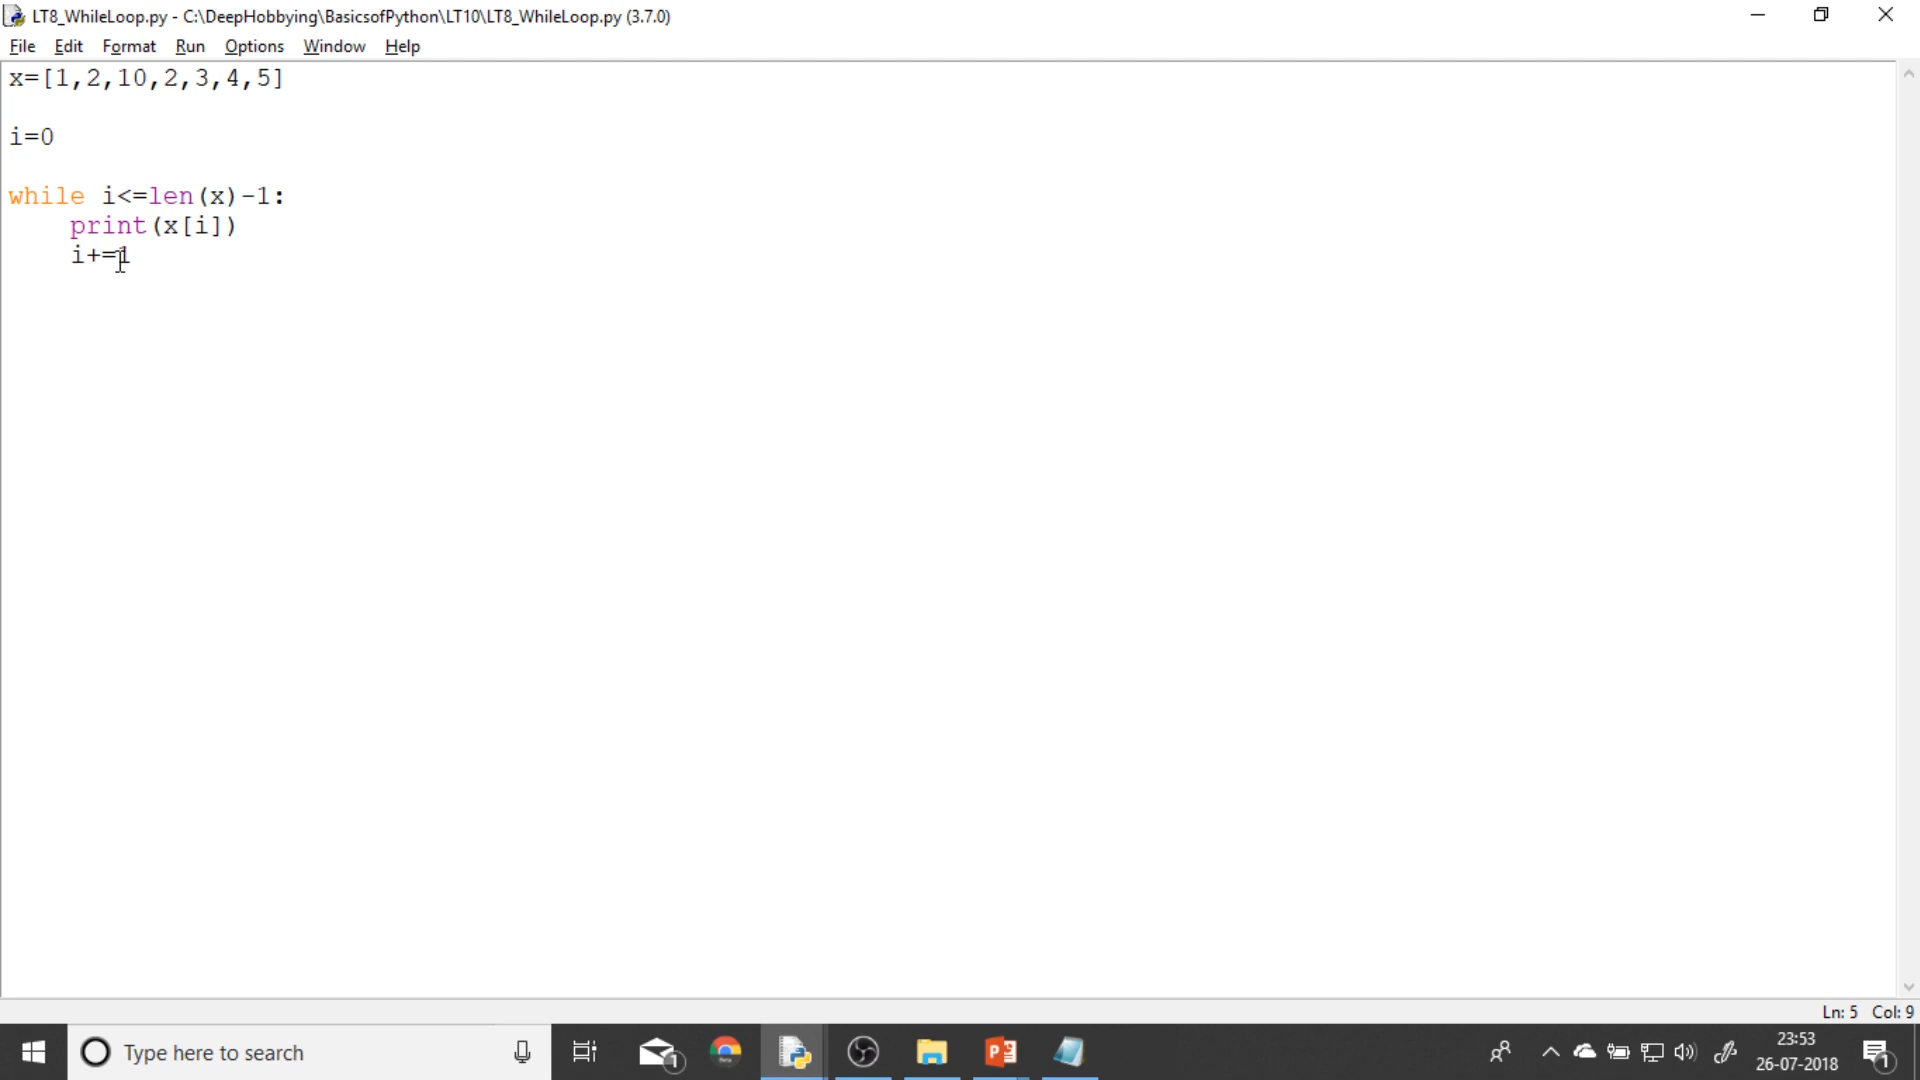 LT8_WhileLoop.py - C:\DeepHobbying\BasicsofPython\LT10\LT8_WhileLoop.py (3.7.0)
File Edit Format Run Options Window Help
x=[1,2,10,2,3,4,5]
i=0
while i<=len(x)-1:
    print(x[i])
    i+=1
Ln: 5 Col: 9
Type here to search
1
23:53
26-07-2018
1